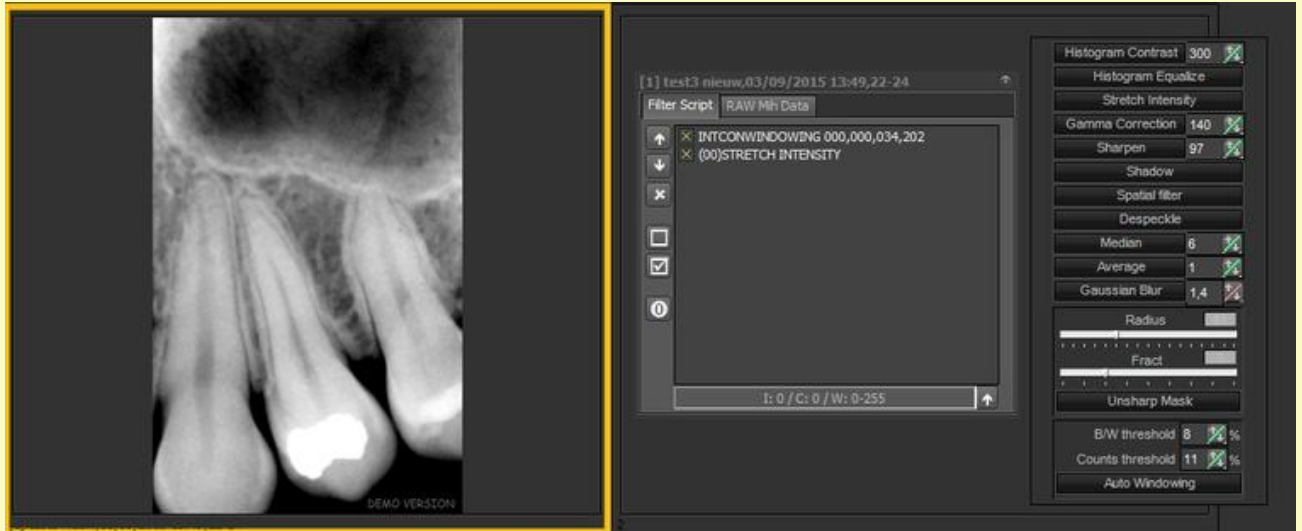 DEMO VERSION
[1] test3 nieuw,03/09/2015 13:49,22-24
Filter Script
RAW Mih Data
INTCONWINDOWING 000,000,034,202
(00)STRETCH INTENSITY
I: 0 / C: 0 / W: 0-255
Histogram Contrast 300
Histogram Equalize
Stretch Intensity
Gamma Correction 140
Sharpen 97
Shadow
Spatial filter
Despeckle
Median 6
Average 1
Gaussian Blur 1,4
Radius
Fract
Unsharp Mask
B/W threshold 8 %
Counts threshold 11 %
Auto Windowing
2